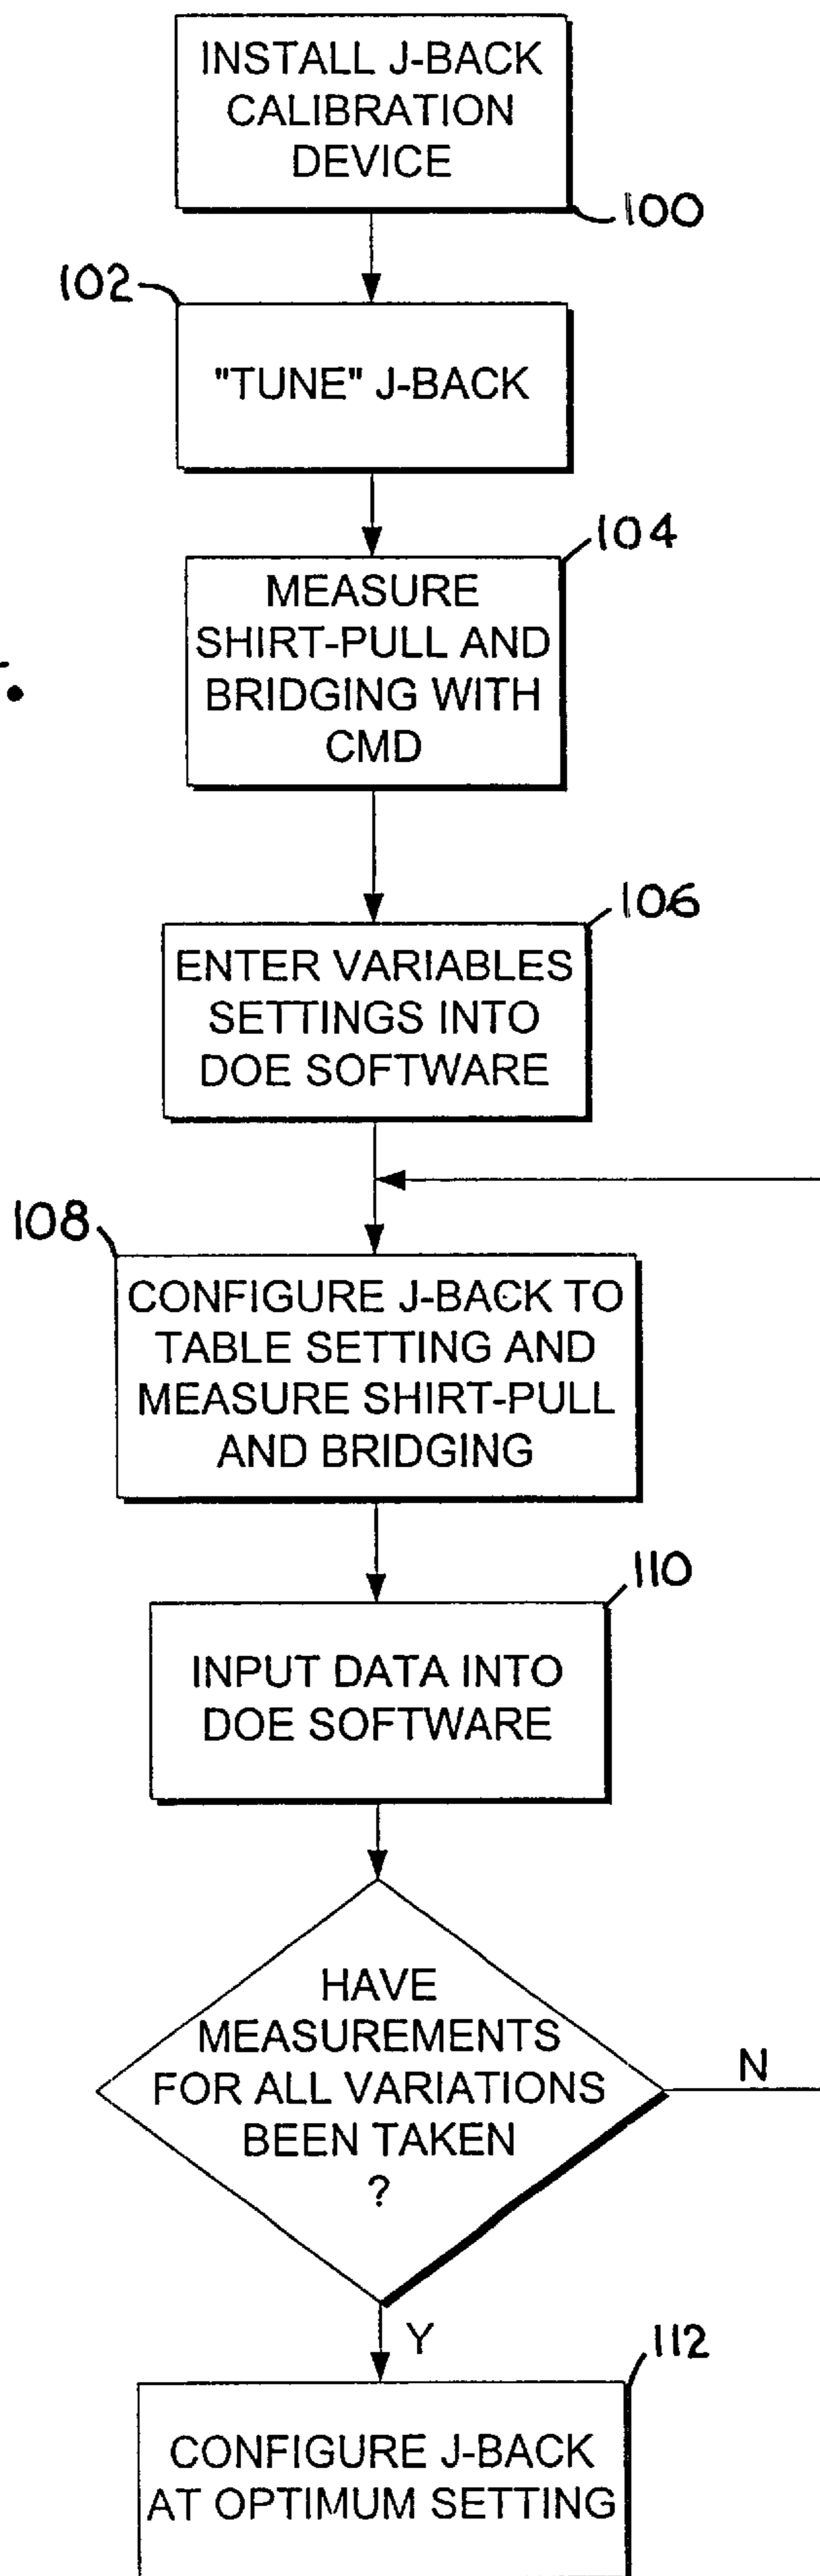 INSTALL J-BACK
CALIBRATION
DEVICE
100
102
"TUNE" J-BACK
104
MEASURE
SHIRT-PULL AND
BRIDGING WITH
CMD
106
ENTER VARIABLES
SETTINGS INTO
DOE SOFTWARE
108
CONFIGURE J-BACK TO
TABLE SETTING AND
MEASURE SHIRT-PULL
AND BRIDGING
110
INPUT DATA INTO
DOE SOFTWARE
HAVE
MEASUREMENTS
FOR ALL VARIATIONS
BEEN TAKEN
?
N
Y
112
CONFIGURE J-BACK
AT OPTIMUM SETTING